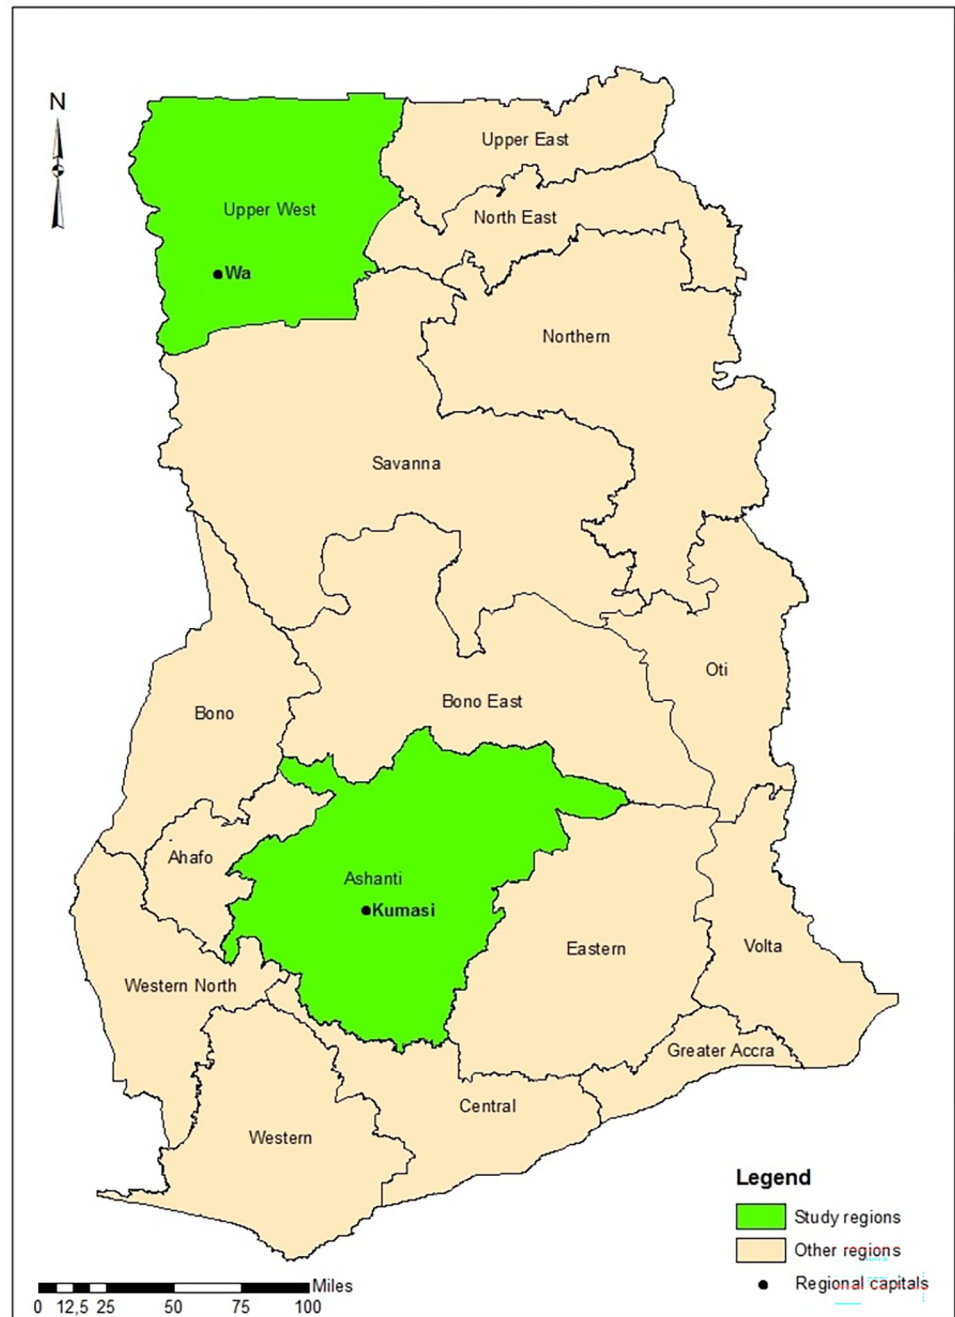 N
Upper East
Upper West
North East
Wa
Northern
Savanna
Oti
Bono East
Bono
Ahafo
Ashanti
Kumasi
Eastern
Volta
Western North
Greater Accra
Central
Western
Legend
Study regions
Other regions
Regional capitals
Miles
0 12,5 25 50 75 100